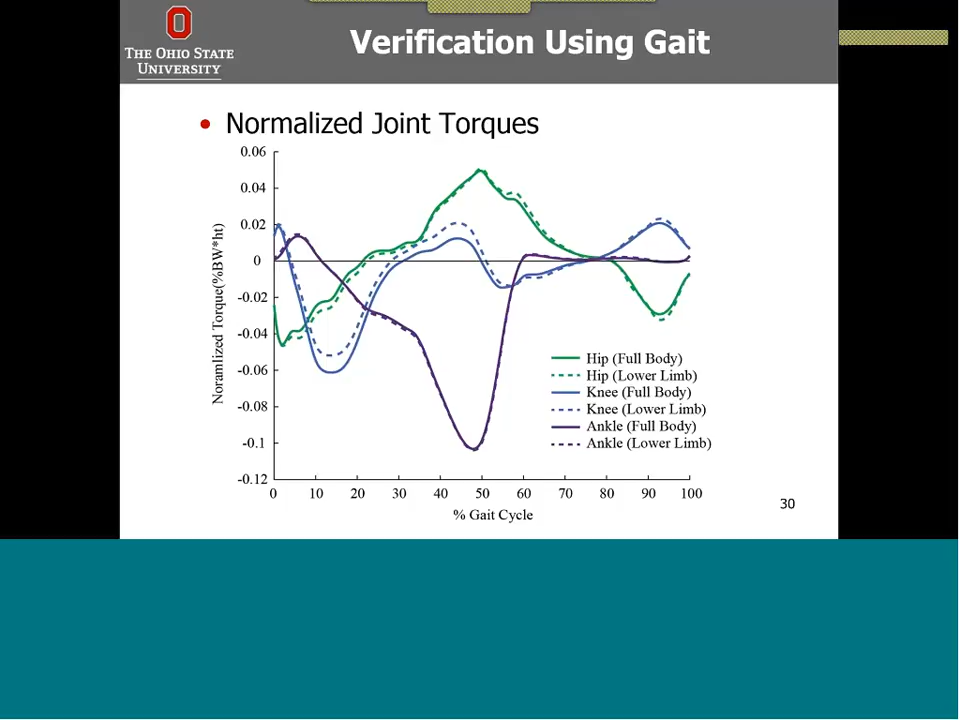 THE OHIO STATE
UNIVERSITY
Verification Using Gait
• Normalized Joint Torques
0.06
0.04
0.02
0
-0.02
-0.04
-0.06
-0.08
-0.1
-0.12
Noramlized Torque(%BW*ht)
Hip (Full Body)
Hip (Lower Limb)
Knee (Full Body)
Knee (Lower Limb)
Ankle (Full Body)
Ankle (Lower Limb)
0 10 20 30 40 50 60 70 80 90 100
% Gait Cycle
30